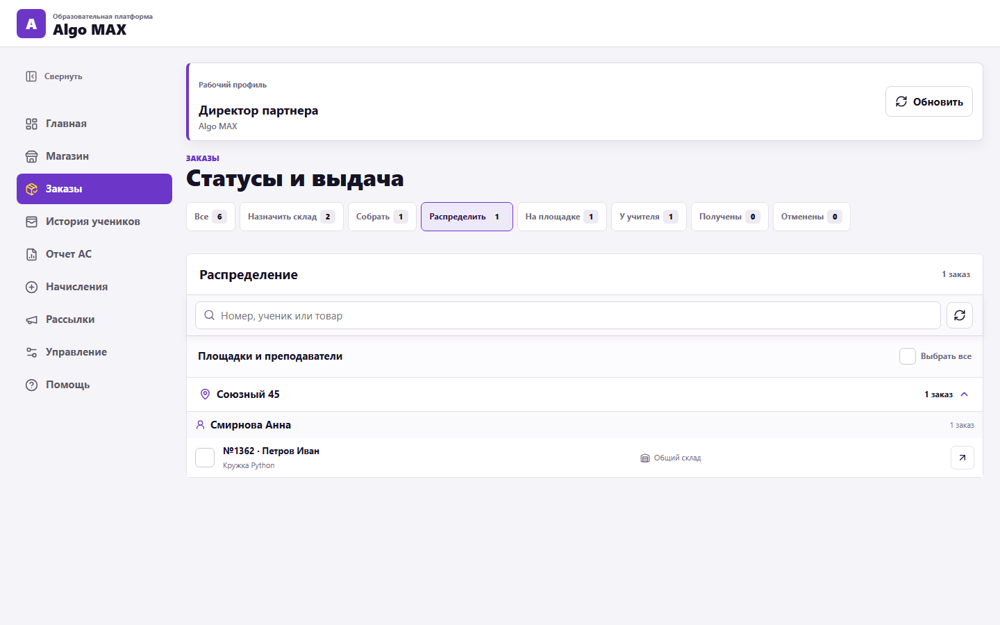 A
Образовательная платформа
Algo MAX
Свернуть
Главная
Магазин
Заказы
История учеников
Отчет АС
Начисления
Рассылки
Управление
Помощь
Рабочий профиль
Директор партнера
Algo MAX
Обновить
ЗАКАЗЫ
Статусы и выдача
Все 6
Назначить склад 2
Собрать 1
Распределить 1
На площадке 1
У учителя 1
Получены 0
Отменены 0
Распределение
1 заказ
Номер, ученик или товар
Площадки и преподаватели
Выбрать все
Союзный 45
1 заказ
Смирнова Анна
1 заказ
№1362 · Петров Иван
Кружка Python
Общий склад